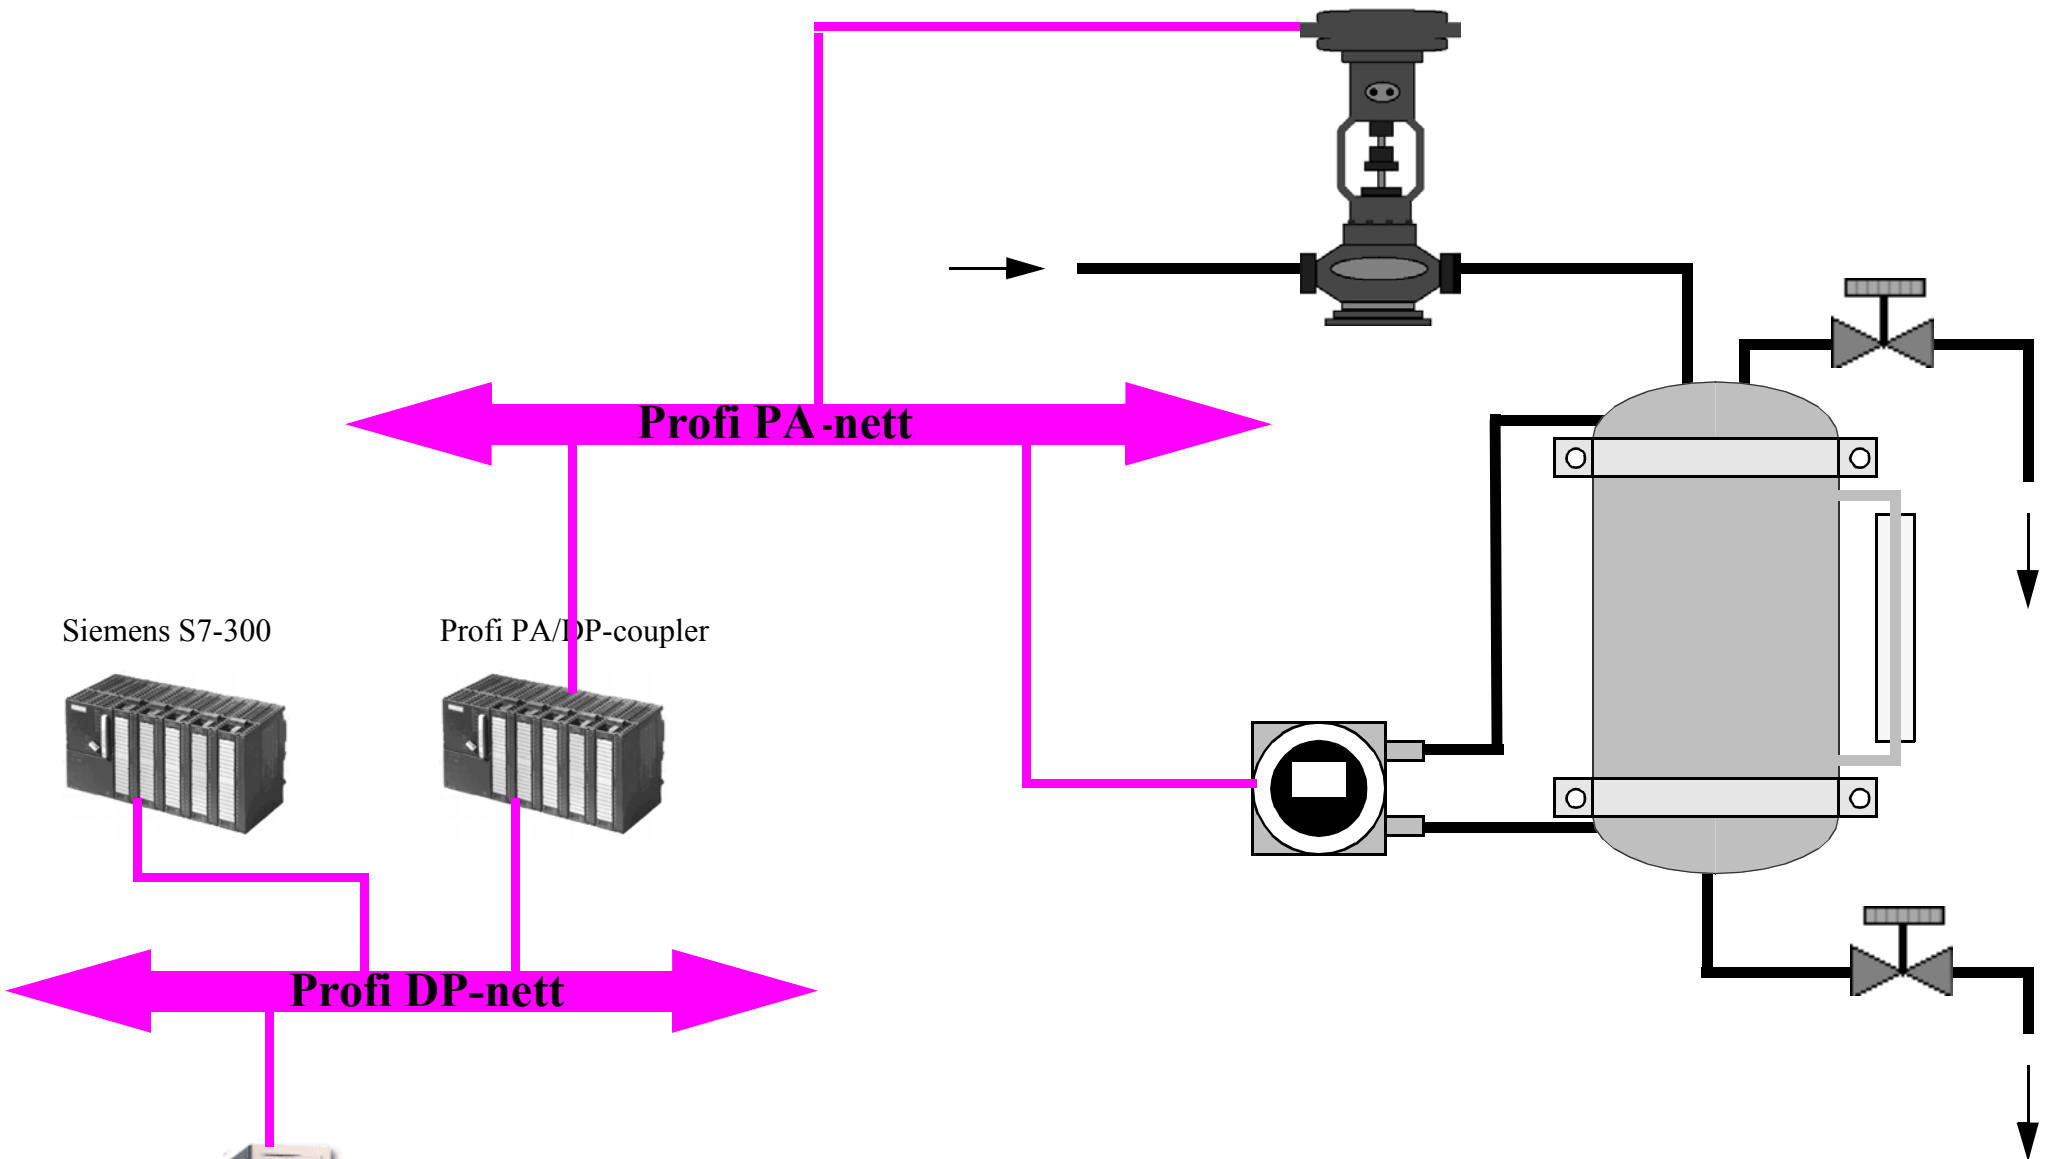 Profi PA-nett
Siemens S7-300
Profi PA/DP-coupler
Profi DP-nett